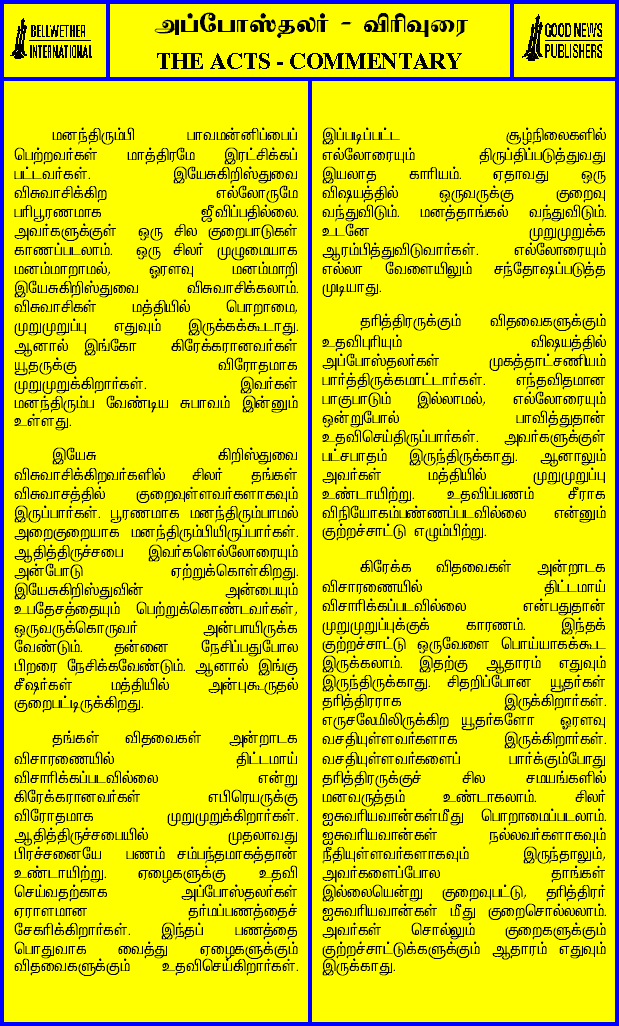 BELLWETHER
INTERNATIONAL
அப்போஸ்தலர் - விரிவுரை
THE ACTS - COMMENTARY
GOOD NEWS
PUBLISHERS
மனந்திரும்பி பாவமன்னிப்பைப்
பெற்றவர்கள் மாத்திரமே இரட்சிக்கப்
பட்டவர்கள். இயேசுகிறிஸ்துவை
விசுவாசிக்கிற எல்லோருமே
பரிபூரணமாக ஜீவிப்பதில்லை.
அவர்களுக்குள் ஒரு சில குறைபாடுகள்
காணப்படலாம். ஒரு சிலர் முழுமையாக
மனம்மாறாமல், ஓரளவு மனம்மாறி
இயேசுகிறிஸ்துவை விசுவாசிக்கலாம்.
விசுவாசிகள் மத்தியில் பொறாமை,
முறுமுறுப்பு எதுவும் இருக்கக்கூடாது.
ஆனால் இங்கோ கிரேக்கரானவர்கள்
யூதருக்கு விரோதமாக
முறுமுறுக்கிறார்கள். இவர்கள்
மனந்திரும்ப வேண்டிய சுபாவம் இன்னும்
உள்ளது.
இயேசு கிறிஸ்துவை
விசுவாசிக்கிறவர்களில் சிலர் தங்கள்
விசுவாசத்தில் குறைவுள்ளவர்களாகவும்
இருப்பார்கள். பூரணமாக மனந்திரும்பாமல்
அறைகுறையாக மனந்திரும்பியிருப்பார்கள்.
ஆதித்திருச்சபை இவர்களெல்லோரையும்
அன்போடு ஏற்றுக்கொள்கிறது.
இயேசுகிறிஸ்துவின் அன்பையும்
உபதேசத்தையும் பெற்றுக்கொண்டவர்கள்,
ஒருவருக்கொருவர் அன்பாயிருக்க
வேண்டும். தன்னை நேசிப்பதுபோல
பிறரை நேசிக்கவேண்டும். ஆனால் இங்கு
சீஷர்கள் மத்தியில் அன்புகூருதல்
குறைபட்டிருக்கிறது.
தங்கள் விதவைகள் அன்றாடக
விசாரணையில் திட்டமாய்
விசாரிக்கப்படவில்லை என்று
கிரேக்கரானவர்கள் எபிரெயருக்கு
விரோதமாக முறுமுறுக்கிறார்கள்.
ஆதித்திருச்சபையில் முதலாவது
பிரச்சனையே பணம் சம்பந்தமாகத்தான்
உண்டாயிற்று. ஏழைகளுக்கு உதவி
செய்வதற்காக அப்போஸ்தலர்கள்
ஏராளமான தர்மப்பணத்தைச்
சேகரிக்கிறார்கள். இந்தப் பணத்தை
பொதுவாக வைத்து ஏழைகளுக்கும்
விதவைகளுக்கும் உதவிசெய்கிறார்கள்.
இப்படிப்பட்ட சூழ்நிலைகளில்
எல்லோரையும் திருப்திப்படுத்துவது
இயலாத காரியம். ஏதாவது ஒரு
விஷயத்தில் ஒருவருக்கு குறைவு
வந்துவிடும். மனத்தாங்கல் வந்துவிடும்.
உடனே முறுமுறுக்க
ஆரம்பித்துவிடுவார்கள். எல்லோரையும்
எல்லா வேளையிலும் சந்தோஷப்படுத்த
முடியாது.
தரித்திரருக்கும் விதவைகளுக்கும்
உதவிபுரியும் விஷயத்தில்
அப்போஸ்தலர்கள் முகத்தாட்சணியம்
பார்த்திருக்கமாட்டார்கள். எந்தவிதமான
பாகுபாடும் இல்லாமல், எல்லோரையும்
ஒன்றுபோல் பாவித்துதான்
உதவிசெய்திருப்பார்கள். அவர்களுக்குள்
பட்சபாதம் இருந்திருக்காது. ஆனாலும்
அவர்கள் மத்தியில் முறுமுறுப்பு
உண்டாயிற்று. உதவிப்பணம் சீராக
விநியோகம்பண்ணப்படவில்லை என்னும்
குற்றச்சாட்டு எழும்பிற்று.
கிரேக்க விதவைகள் அன்றாடக
விசாரணையில் திட்டமாய்
விசாரிக்கப்படவில்லை என்பதுதான்
முறுமுறுப்புக்குக் காரணம். இந்தக்
குற்றச்சாட்டு ஒருவேளை பொய்யாகக்கூட
இருக்கலாம். இதற்கு ஆதாரம் எதுவும்
இருந்திருக்காது. சிதறிப்போன யூதர்கள்
தரித்திரராக இருக்கிறார்கள்.
எருசலேமிலிருக்கிற யூதர்களோ ஓரளவு
வசதியுள்ளவர்களாக இருக்கிறார்கள்.
வசதியுள்ளவர்களைப் பார்க்கும்போது
தரித்திரருக்குச் சில சமயங்களில்
மனவருத்தம் உண்டாகலாம். சிலர்
ஐசுவரியவான்கள்மீது பொறாமைப்படலாம்.
ஐசுவரியவான்கள் நல்லவர்களாகவும்
நீதியுள்ளவர்களாகவும் இருந்தாலும்,
அவர்களைப்போல தாங்கள்
இல்லையென்று குறைவுபட்டு, தரித்திரர்
ஐசுவரியவான்கள் மீது குறைசொல்லலாம்.
அவர்கள் சொல்லும் குறைகளுக்கும்
குற்றச்சாட்டுக்களுக்கும் ஆதாரம் எதுவும்
இருக்காது.